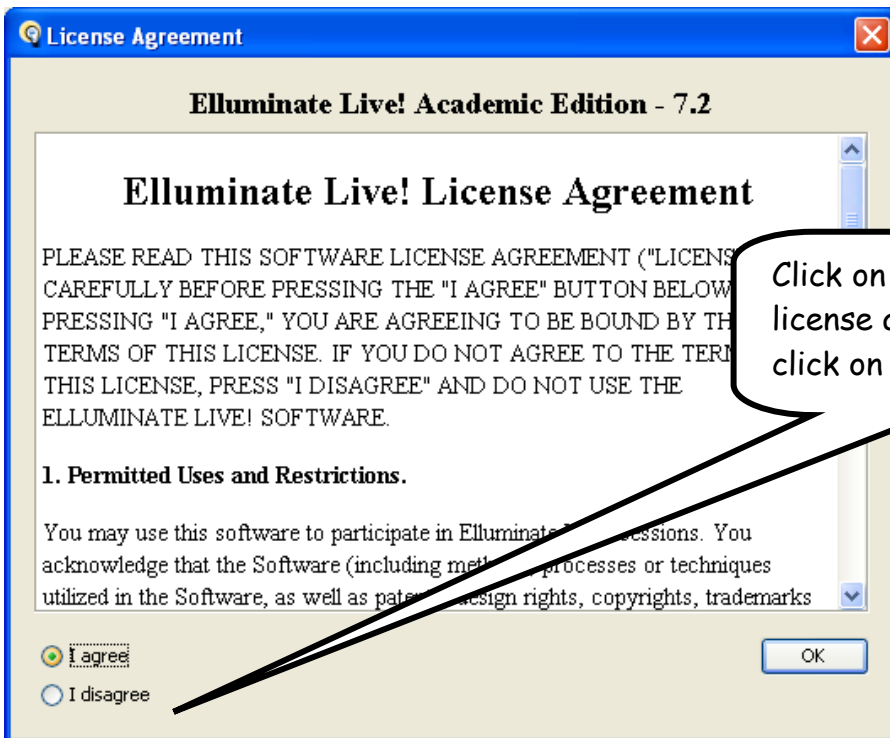 License Agreement
Elluminate Live! Academic Edition - 7.2
Elluminate Live! License Agreement
PLEASE READ THIS SOFTWARE LICENSE AGREEMENT ("LICENS
CAREFULLY BEFORE PRESSING THE "I AGREE" BUTTON BELOW
PRESSING "I AGREE," YOU ARE AGREEING TO BE BOUND BY TH
TERMS OF THIS LICENSE. IF YOU DO NOT AGREE TO THE TER
THIS LICENSE, PRESS "I DISAGREE" AND DO NOT USE THE
ELLUMINATE LIVE! SOFTWARE.
Click on
license
click on
1. Permitted Uses and Restrictions.
You may use this software to participate in Elluminate sessions. You
acknowledge that the Software (including processes or techniques
utilized in the Software, as well as design rights, copyrights, trademarks
I agree
I disagree
OK